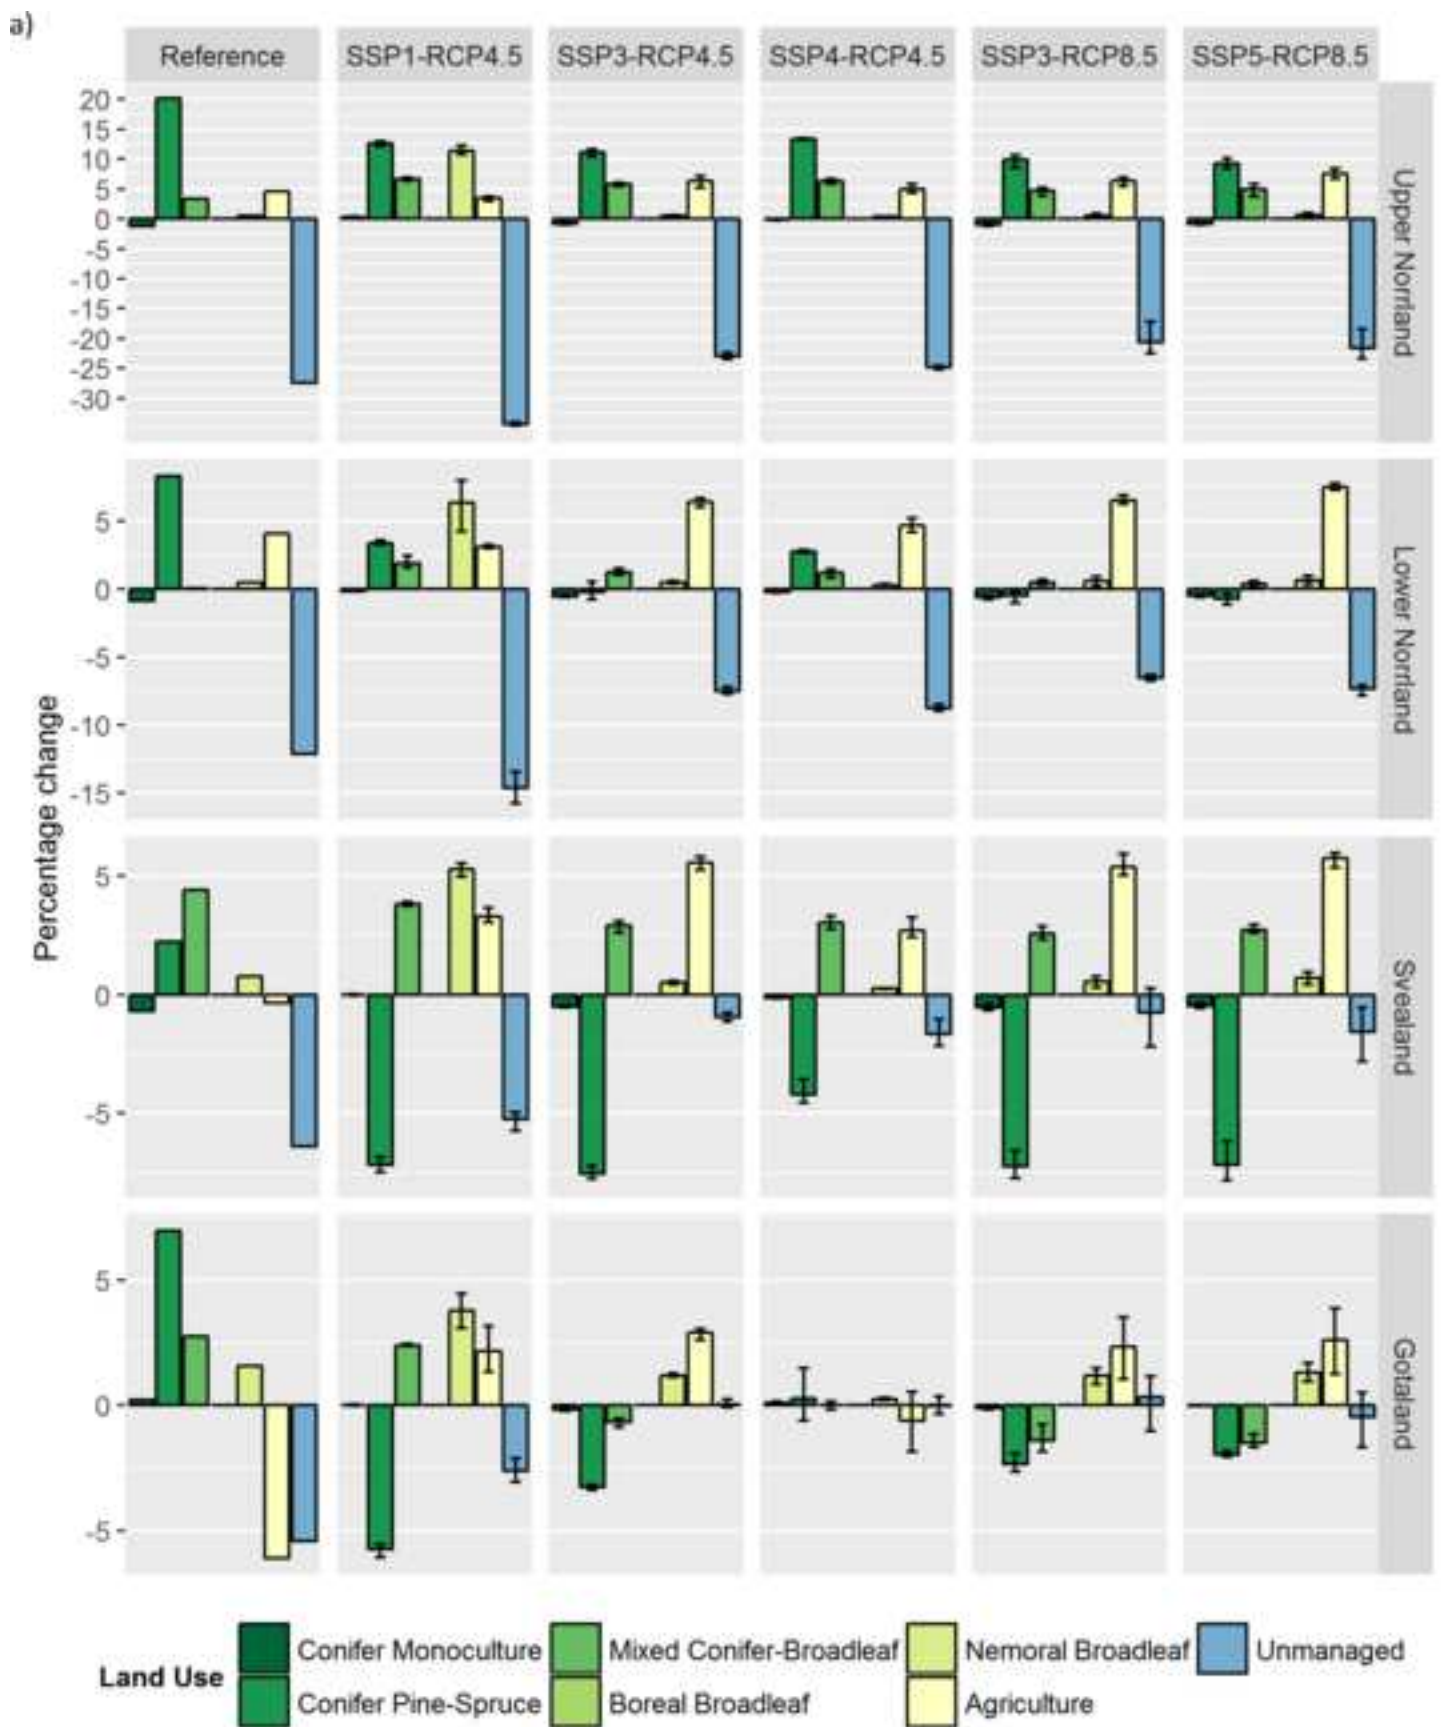 a)
Reference SSP1-RCP4.5 SSP3-RCP4.5 SSP4-RCP4.5 SSP3-RCP8.5 SSP5-RCP8.5
20
15
10
5
0
-5
-10
-15
-20
-25
-30
Upper Norrland
5
0
-5
-10
-15
Lower Norrland
Percentage change
5
0
-5
Svealand
5
0
-5
Gotaland
Land Use
Conifer Monoculture Mixed Conifer-Broadleaf Nemoral Broadleaf Unmanaged
Conifer Pine-Spruce Boreal Broadleaf Agriculture